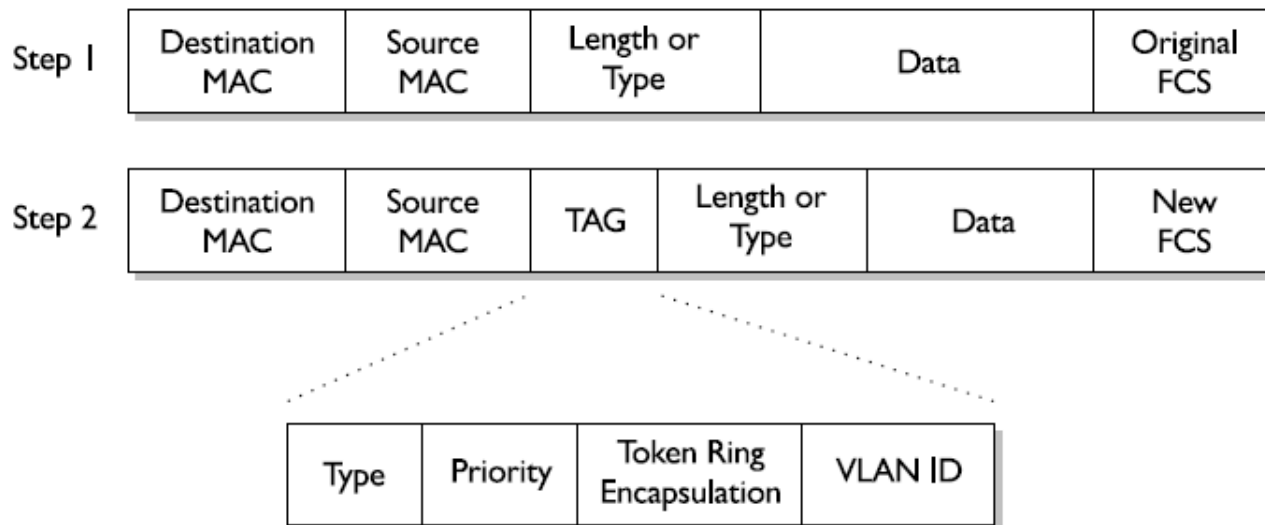 Step 1
Destination
MAC
Source
MAC
Length or
Type
Data
Original
FCS
Step 2
Destination
MAC
Source
MAC
TAG
Length or
Type
Data
New
FCS
Type
Priority
Token Ring
Encapsulation
VLAN ID